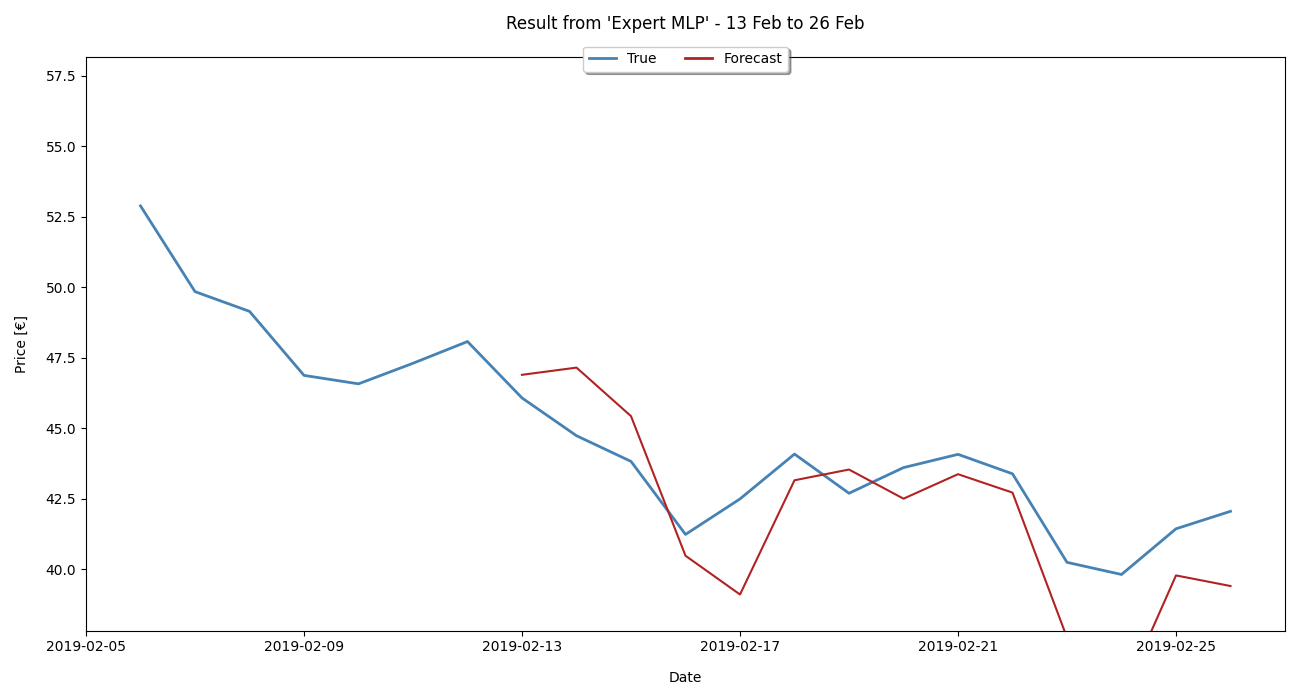 Result from 'Expert MLP' - 13 Feb to 26 Feb
True Forecast
57.5
55.0
52.5
50.0
47.5
45.0
42.5
40.0
Price [€]
2019-02-05 2019-02-09 2019-02-13 2019-02-17 2019-02-21 2019-02-25
Date